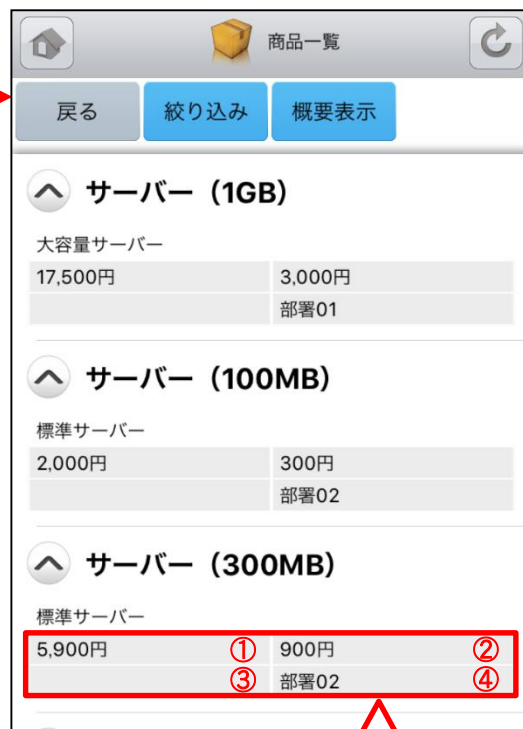 商品一覧
戻る 絞り込み 概要表示
サーバー（1GB）
大容量サーバー
17,500円 3,000円
部署01
サーバー（100MB）
標準サーバー
2,000円 300円
部署02
サーバー（300MB）
標準サーバー
5,900円 ① 900円 ②
③ 部署02 ④